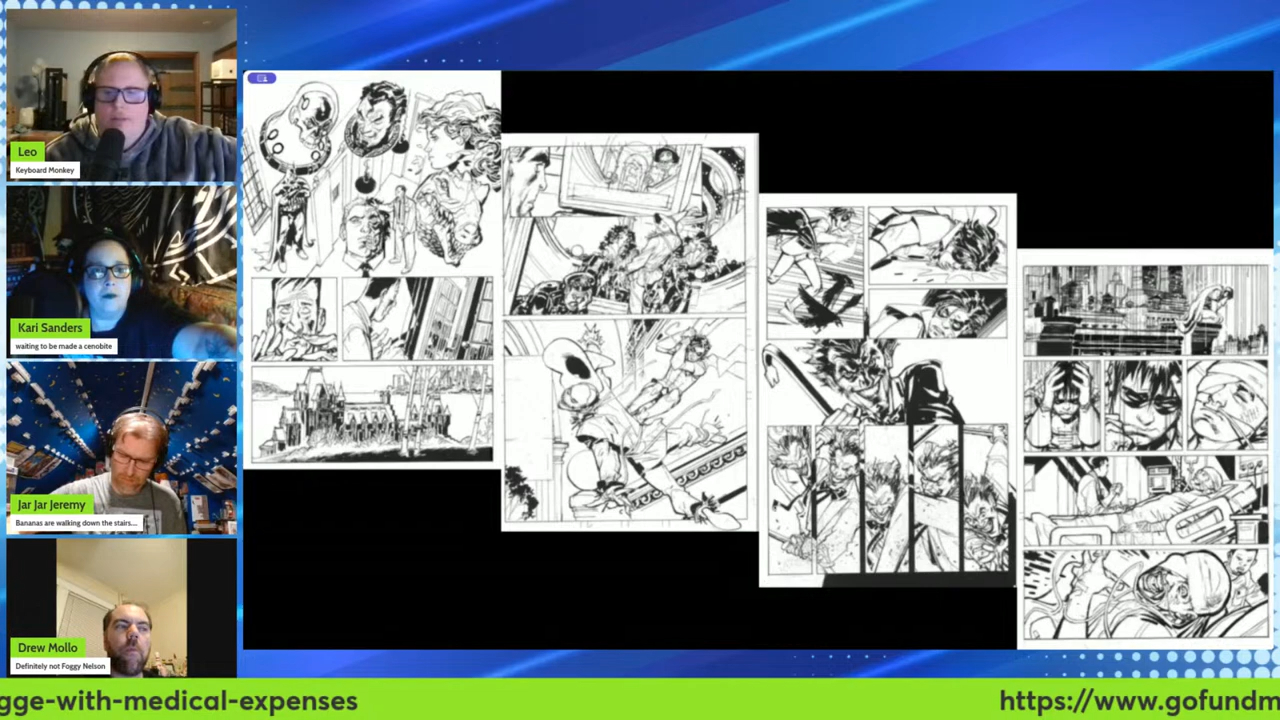 Leo
Keyboard Monkey
Kari Sanders
waiting to be made a cenobite
Jar Jar Jeremy
Bananas are walking down the stairs...
Drew Mollo
Definitely not Foggy Nelson
gge-with-medical-expenses
https://www.gofundm